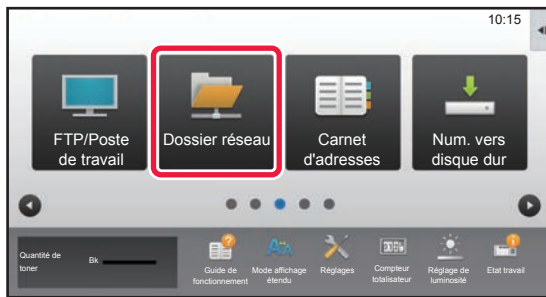 10:15
FTP/Poste
de travail
Dossier réseau
Carnet
d'adresses
Num. vers
disque dur
Quantité de
toner
Bk
Guide de
fonctionnement
Mode affichage
étendu
Réglages
Compteur
totalisateur
Réglage de
luminosité
Etat travail